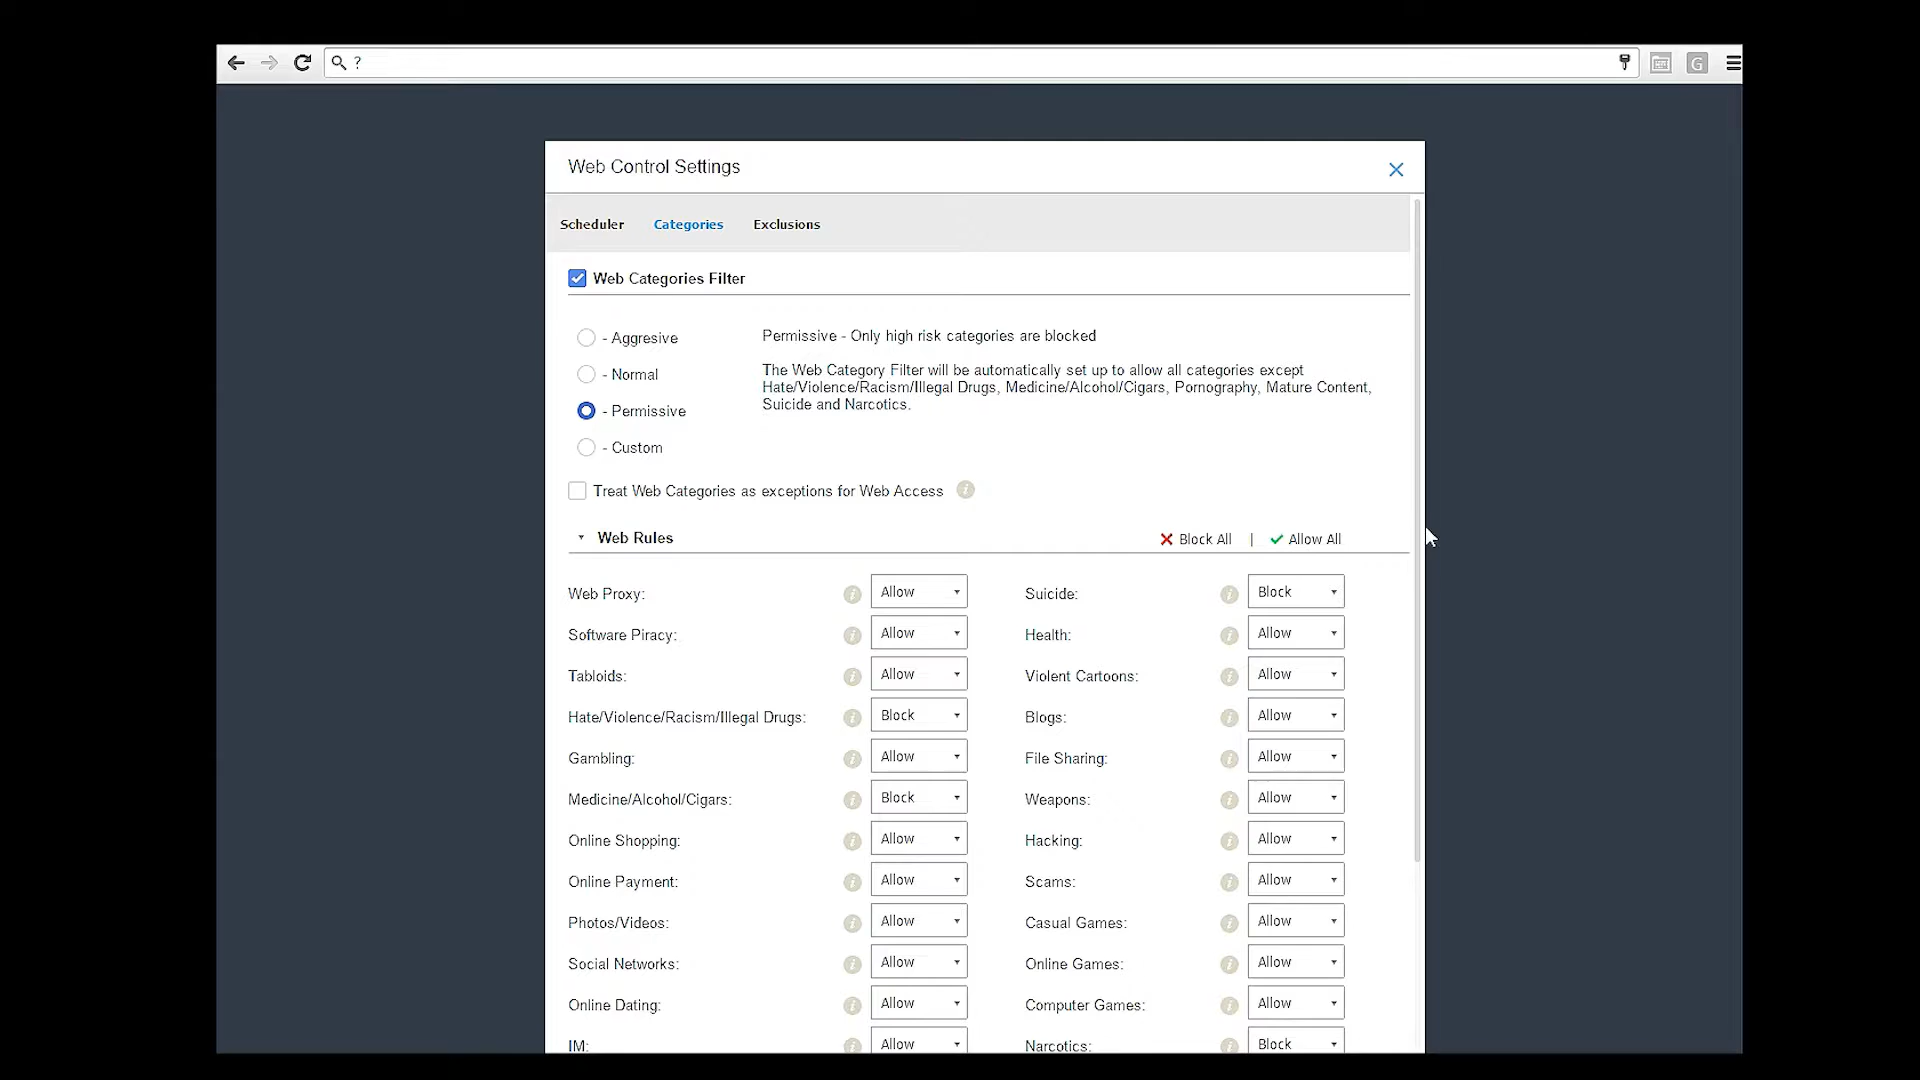 ?
G
Web Control Settings
Scheduler Categories Exclusions
Web Categories Filter
- Aggresive
- Normal
- Permissive
- Custom
Permissive - Only high risk categories are blocked
The Web Category Filter will be automatically set up to allow all categories except
Hate/Violence/Racism/Illegal Drugs, Medicine/Alcohol/Cigars, Pornography, Mature Content,
Suicide and Narcotics.
Treat Web Categories as exceptions for Web Access i
Web Rules Block All | Allow All
Web Proxy: i Allow Suicide: i Block
Software Piracy: i Allow Health: i Allow
Tabloids: i Allow Violent Cartoons: i Allow
Hate/Violence/Racism/Illegal Drugs: i Block Blogs: i Allow
Gambling: i Allow File Sharing: i Allow
Medicine/Alcohol/Cigars: i Block Weapons: i Allow
Online Shopping: i Allow Hacking: i Allow
Online Payment: i Allow Scams: i Allow
Photos/Videos: i Allow Casual Games: i Allow
Social Networks: i Allow Online Games: i Allow
Online Dating: i Allow Computer Games: i Allow
IM: i Allow Narcotics: i Block